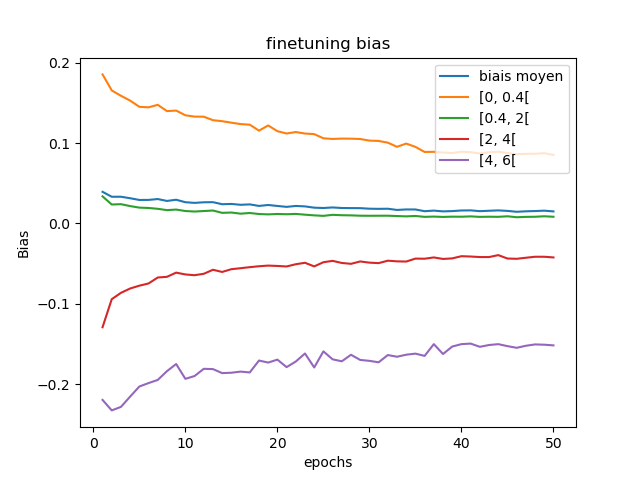 finetuning bias
biais moyen
[0, 0.4[
[0.4, 2[
[2, 4[
[4, 6[
Bias
0.2
0.1
0.0
−0.1
−0.2
0 10 20 30 40 50
epochs